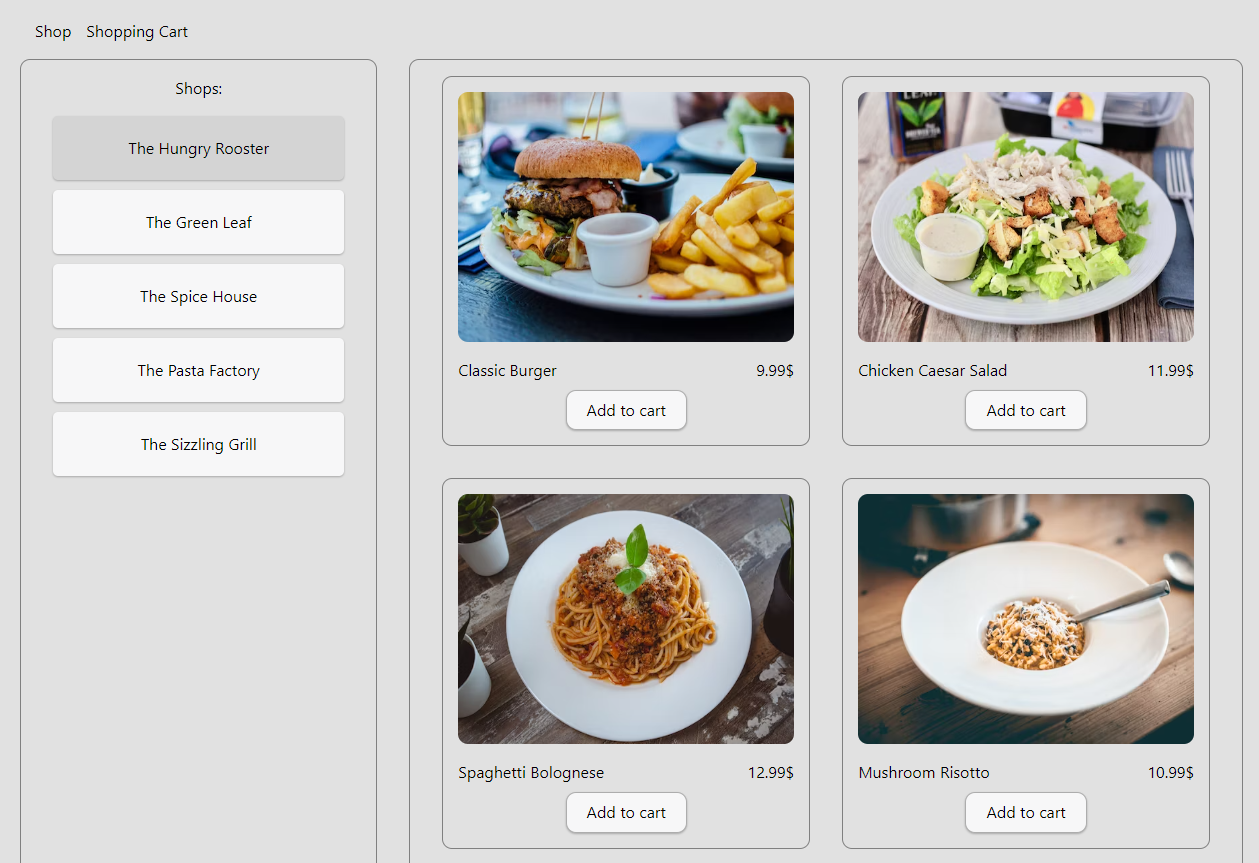 Shop Shopping Cart
Shops:
The Hungry Rooster
The Green Leaf
The Spice House
The Pasta Factory
The Sizzling Grill
Classic Burger 9.99$
Add to cart
Chicken Caesar Salad 11.99$
Add to cart
Spaghetti Bolognese 12.99$
Add to cart
Mushroom Risotto 10.99$
Add to cart